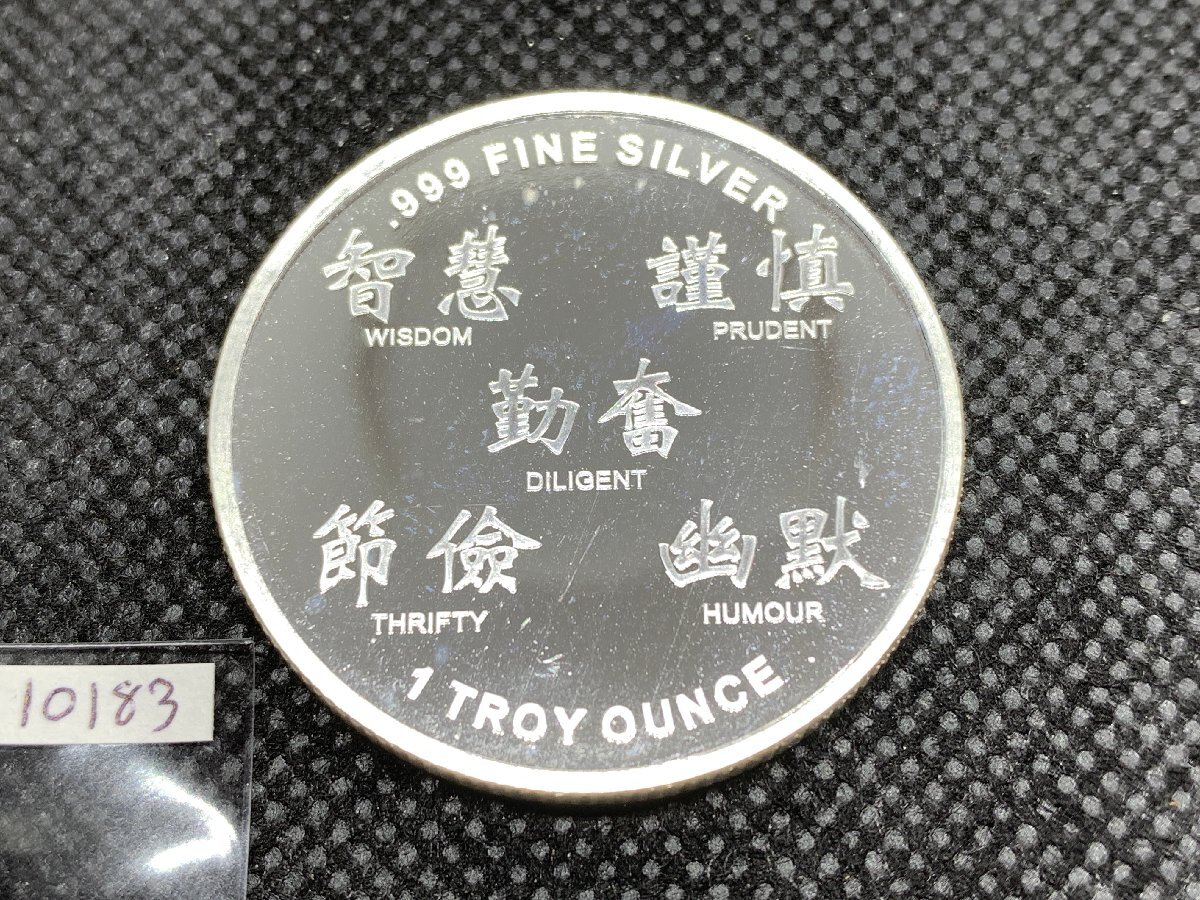 .999 FINE SILVER
智慧
WISDOM
謹慎
PRUDENT
勤奮
DILIGENT
節儉
THRIFTY
幽默
HUMOUR
1 TROY OUNCE
10183